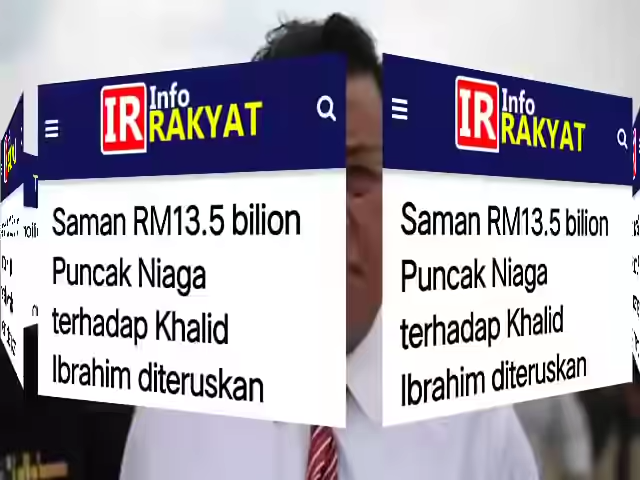 IR Info
RAKYAT
Saman RM13.5 bilion
Puncak Niaga
terhadap Khalid
Ibrahim diteruskan
IR Info
RAKYAT
Saman RM13.5 bilion
Puncak Niaga
terhadap Khalid
Ibrahim diteruskan